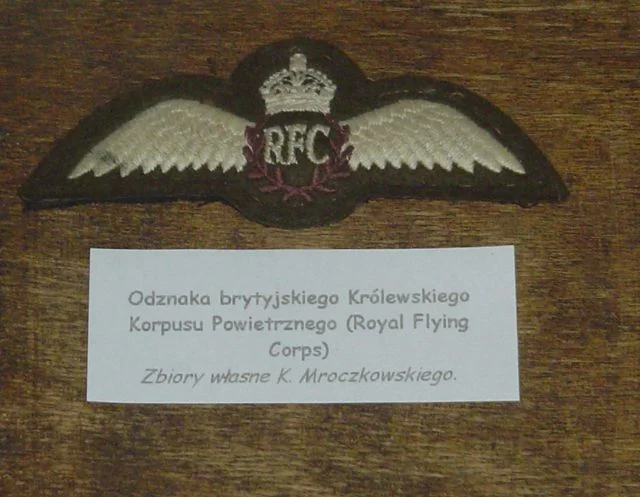 RFC
Odznaka brytyjskiego Królewskiego
Korpusu Powietrznego (Royal Flying
Corps)
Zbiory własne K. Mroczkowskiego.